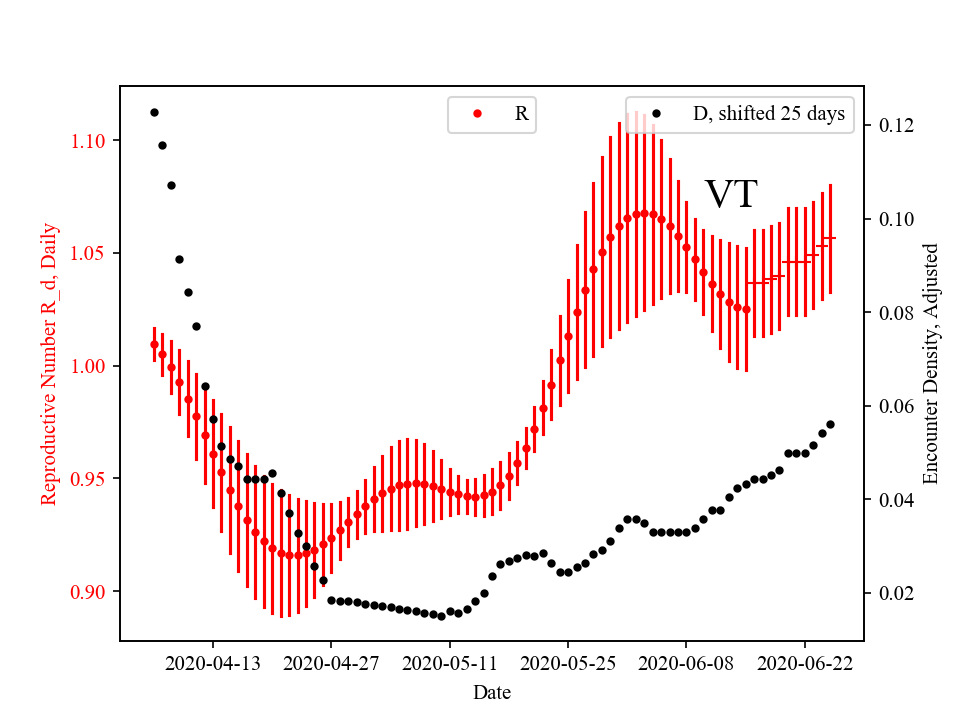 R
D, shifted 25 days
VT
Reproductive Number R_d, Daily
1.10
1.05
1.00
0.95
0.90
0.12
0.10
0.08
0.06
0.04
0.02
Encounter Density, Adjusted
2020-04-13
2020-04-27
2020-05-11
2020-05-25
2020-06-08
2020-06-22
Date